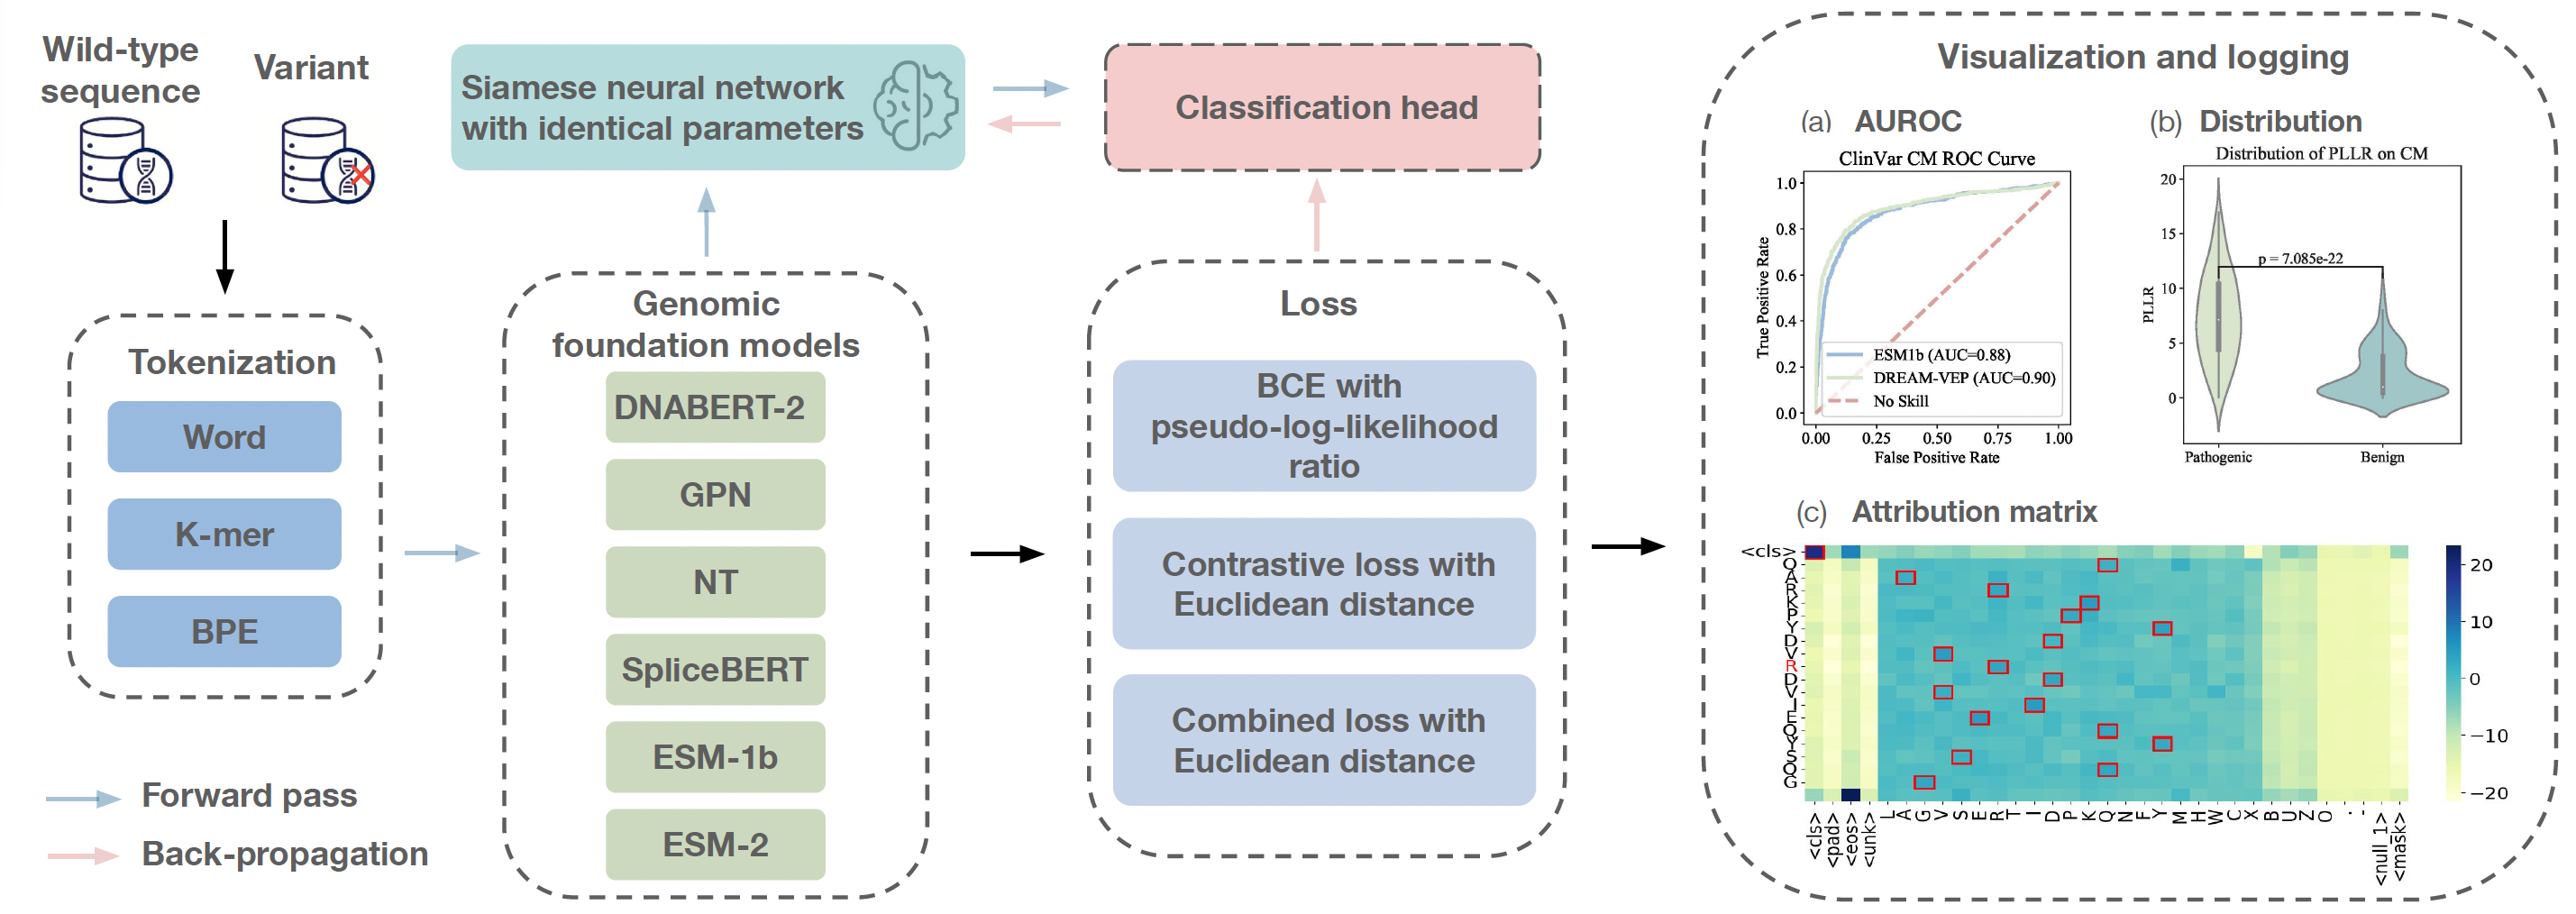 Wild-type
sequence
Variant
Tokenization
Word
K-mer
BPE
Forward pass
Back-propagation
Siamese neural network
with identical parameters
Classification head
Genomic
foundation models
DNABERT-2
GPN
NT
SpliceBERT
ESM-1b
ESM-2
Loss
BCE with
pseudo-log-likelihood
ratio
Contrastive loss with
Euclidean distance
Combined loss with
Euclidean distance
Visualization and logging
(a) AUROC
ClinVar CM ROC Curve
True Positive Rate
1.0
0.8
0.6
0.4
0.2
0.0
ESM1b (AUC=0.88)
DREAM-VEP (AUC=0.90)
No Skill
0.00 0.25 0.50 0.75 1.00
False Positive Rate
(b) Distribution
Distribution of PLLR on CM
PLLR
20
15
10
5
0
p = 7.085e-22
Pathogenic Benign
(c) Attribution matrix
<cls>
Q
A
R
K
P
Y
D
V
R
D
V
I
E
Q
Y
S
Q
G
<cls> <pad> <eos> <unk> L A G V S E R T I D P K Q N F Y M H W C X B U Z O . - <null_1> <mask>
20
10
0
−10
−20